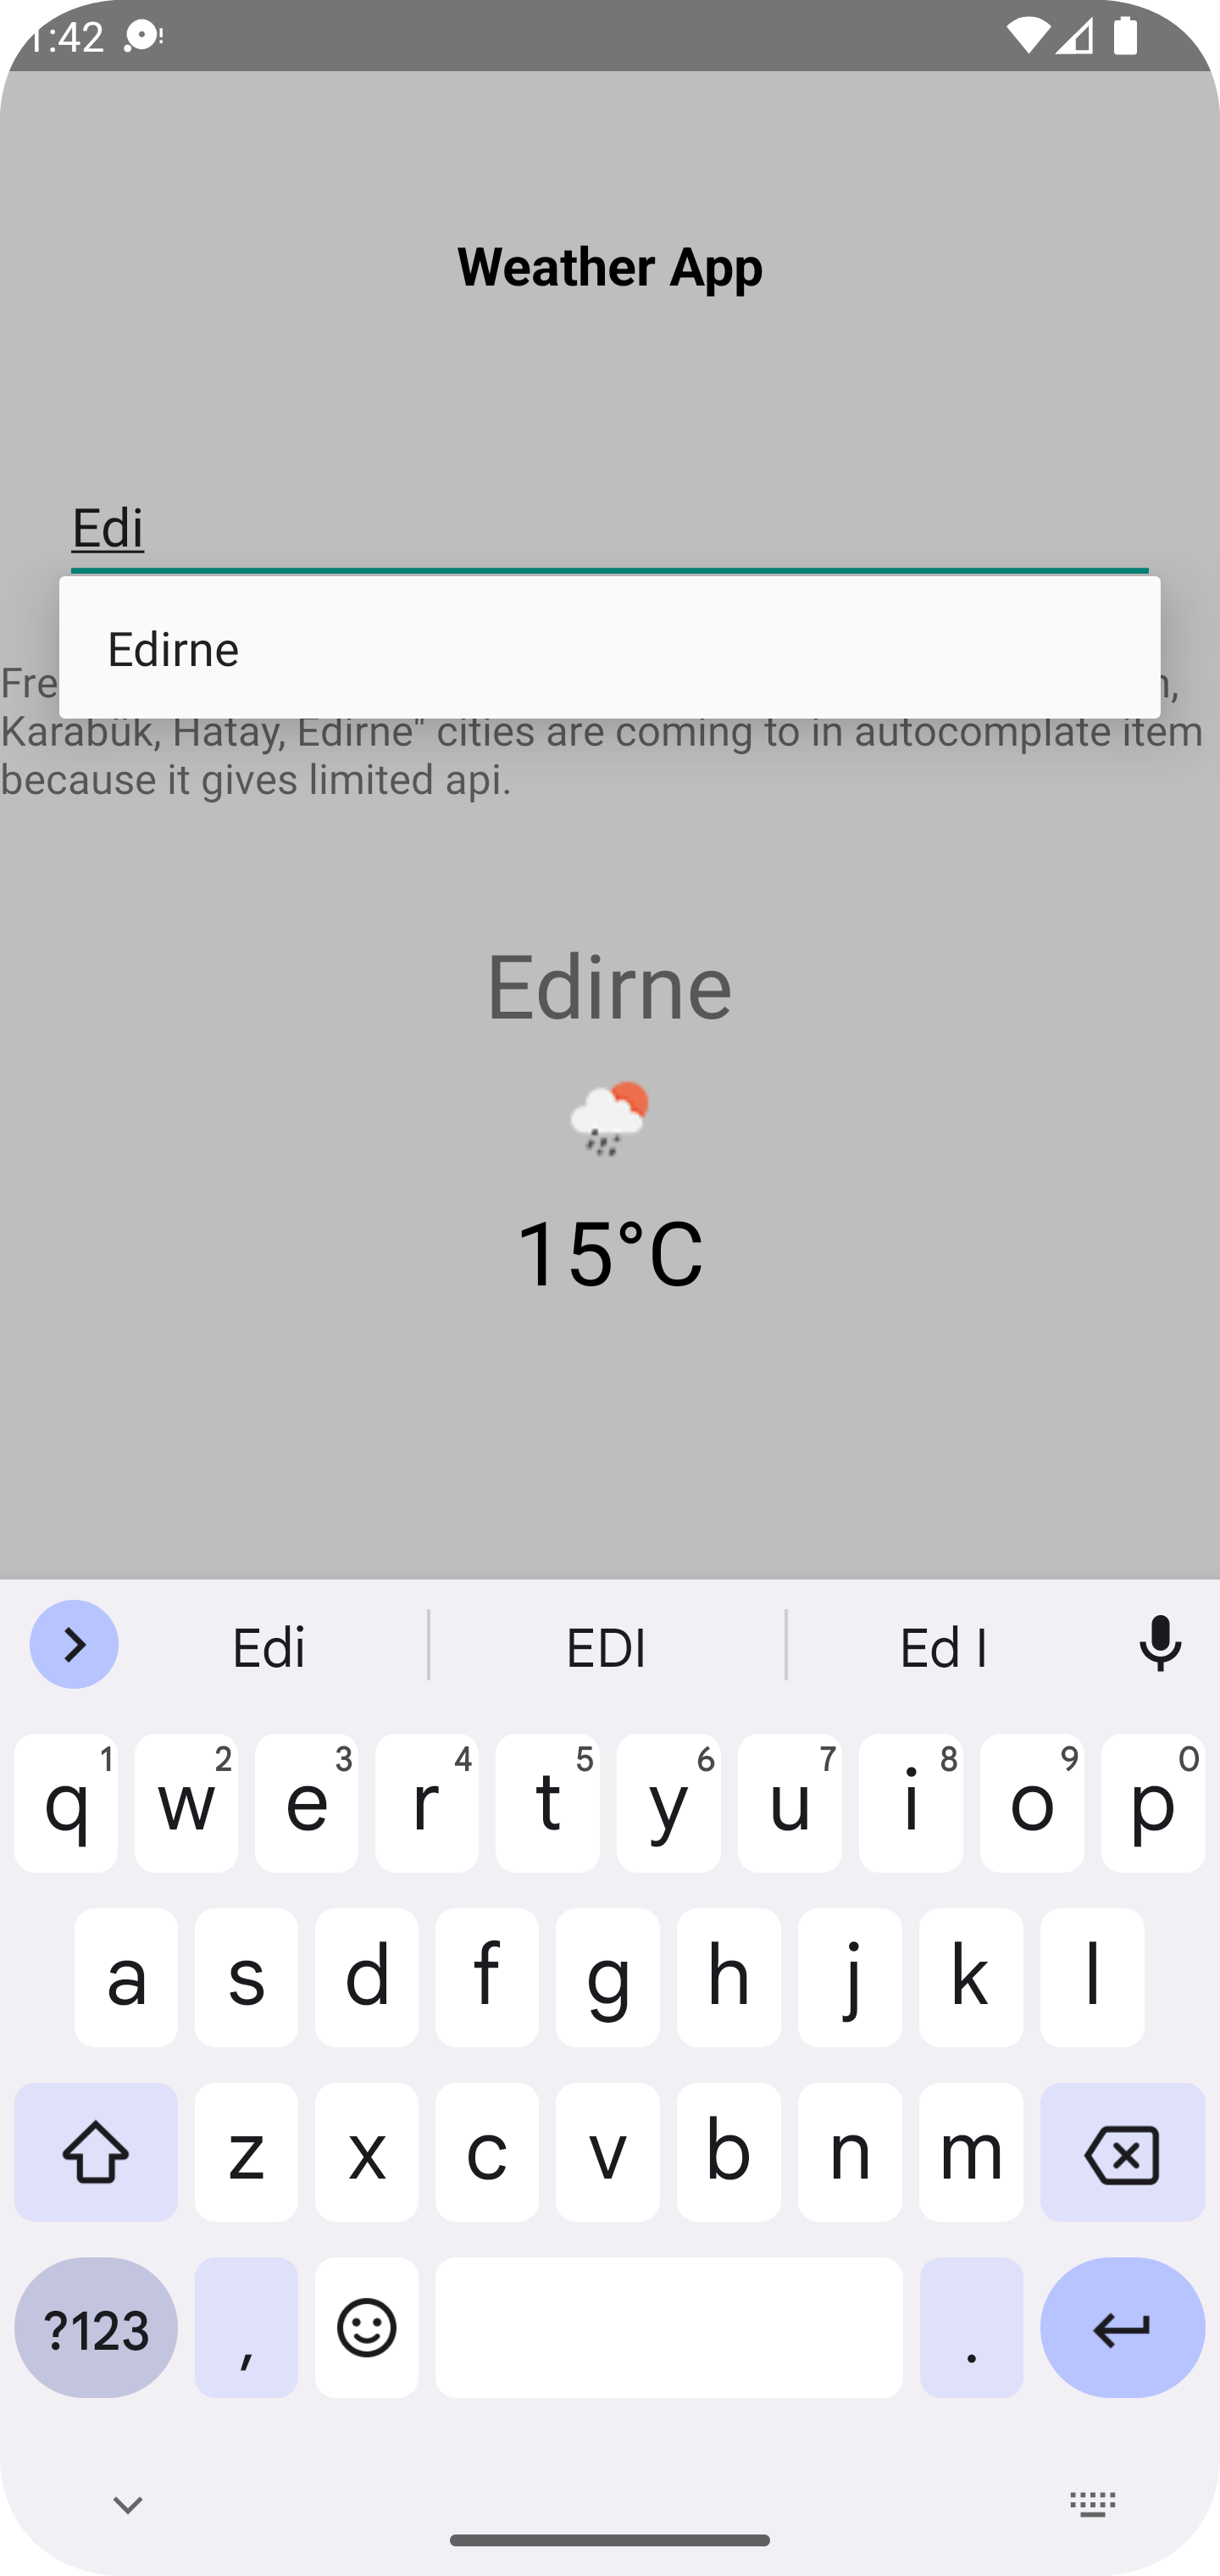 1:42
Weather App
Edi
Edirne
Fre
Karabük, Hatay, Edirne" cities are coming to in autocomplate item
because it gives limited api.
Edirne
15°C
Edi EDI Ed I
1 2 3 4 5 6 7 8 9 0
q w e r t y u i o p
a s d f g h j k l
z x c v b n m
?123 , .